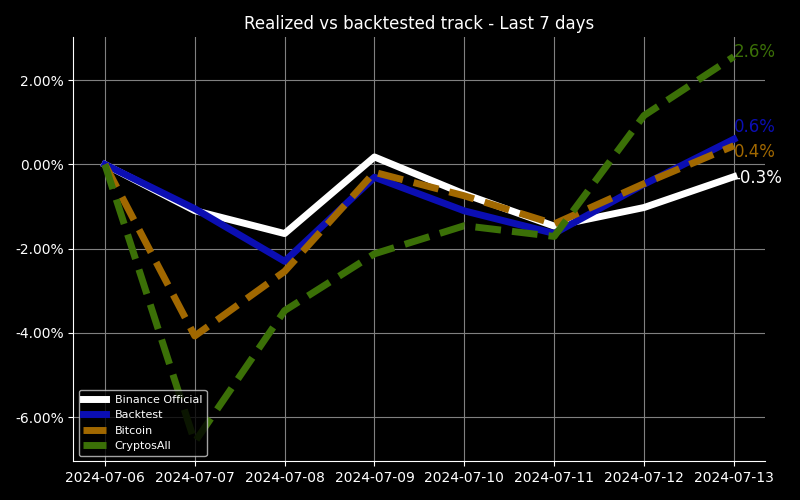 Realized vs backtested track - Last 7 days
2.00%
0.00%
-2.00%
-4.00%
-6.00%
2.6%
0.6%
0.4%
-0.3%
Binance Official
Backtest
Bitcoin
CryptosAll
2024-07-06 2024-07-07 2024-07-08 2024-07-09 2024-07-10 2024-07-11 2024-07-12 2024-07-13